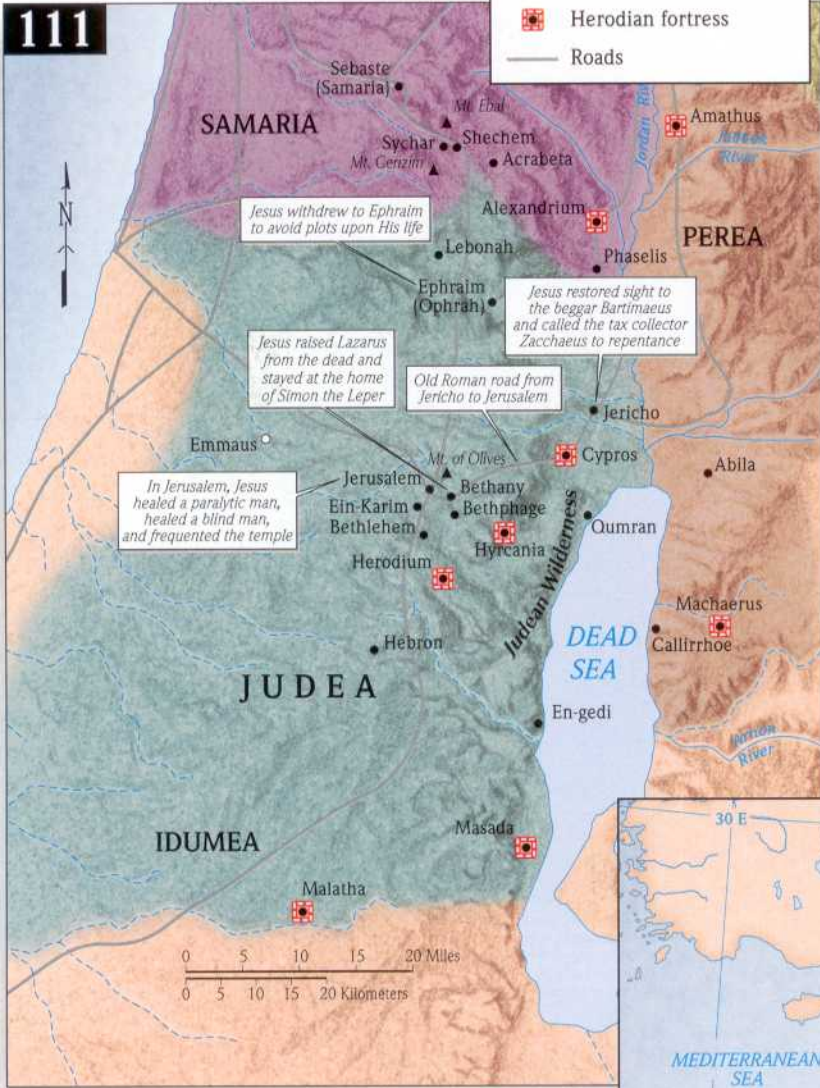 111
Herodian fortress
Roads
Sebaste
(Samaria)
Mt. Ebal
SAMARIA
Sychar
Shechem
Mt. Gerizim
Acrabeta
Amathus
Jordan
River
PEREA
Alexandrium
Phaselis
Jesus withdrew to Ephraim
to avoid plots upon His life
Lebonah
Ephraim
(Ophrah)
Jesus restored sight to
the beggar Bartimaeus
and called the tax collector
Zacchaeus to repentance
Jesus raised Lazarus
from the dead and
stayed at the home
of Simon the Leper
Old Roman road from
Jericho to Jerusalem
Jericho
Emmaus
Mt. of Olives
Cypros
Abila
In Jerusalem, Jesus
healed a paralytic man,
healed a blind man,
and frequented the temple
Jerusalem
Bethany
Ein-Karim
Bethphage
Bethlehem
Qumran
Hyrcania
Herodium
Judean Wilderness
Machaerus
Callirrhoe
DEAD
SEA
Hebron
JUDEA
En-gedi
River
IDUMEA
Masada
Malatha
30 E
0 5 10 15 20 Miles
0 5 10 15 20 Kilometers
MEDITERRANEAN
SEA
N